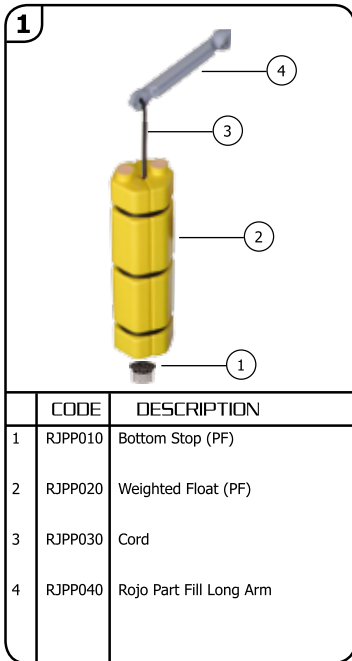 1
4
3
2
1
CODE DESCRIPTION
1 RJPP010 Bottom Stop (PF)
2 RJPP020 Weighted Float (PF)
3 RJPP030 Cord
4 RJPP040 Rojo Part Fill Long Arm